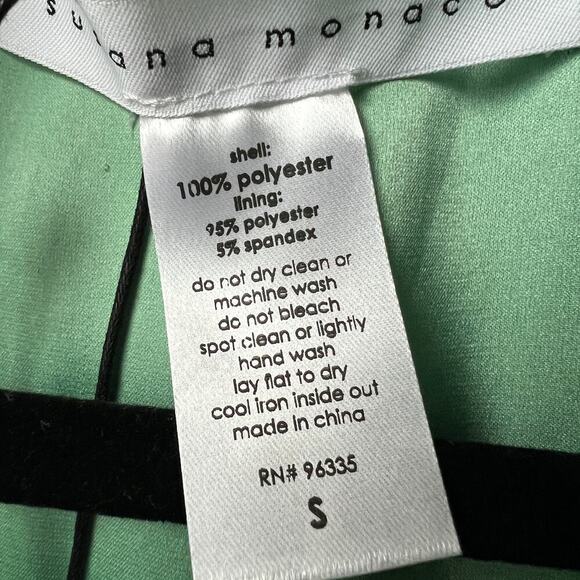 susana monaco
shell:
100% polyester
lining:
95% polyester
5% spandex
do not dry clean or
machine wash
do not bleach
spot clean or lightly
hand wash
lay flat to dry
cool iron inside out
made in china
RN# 96335
S